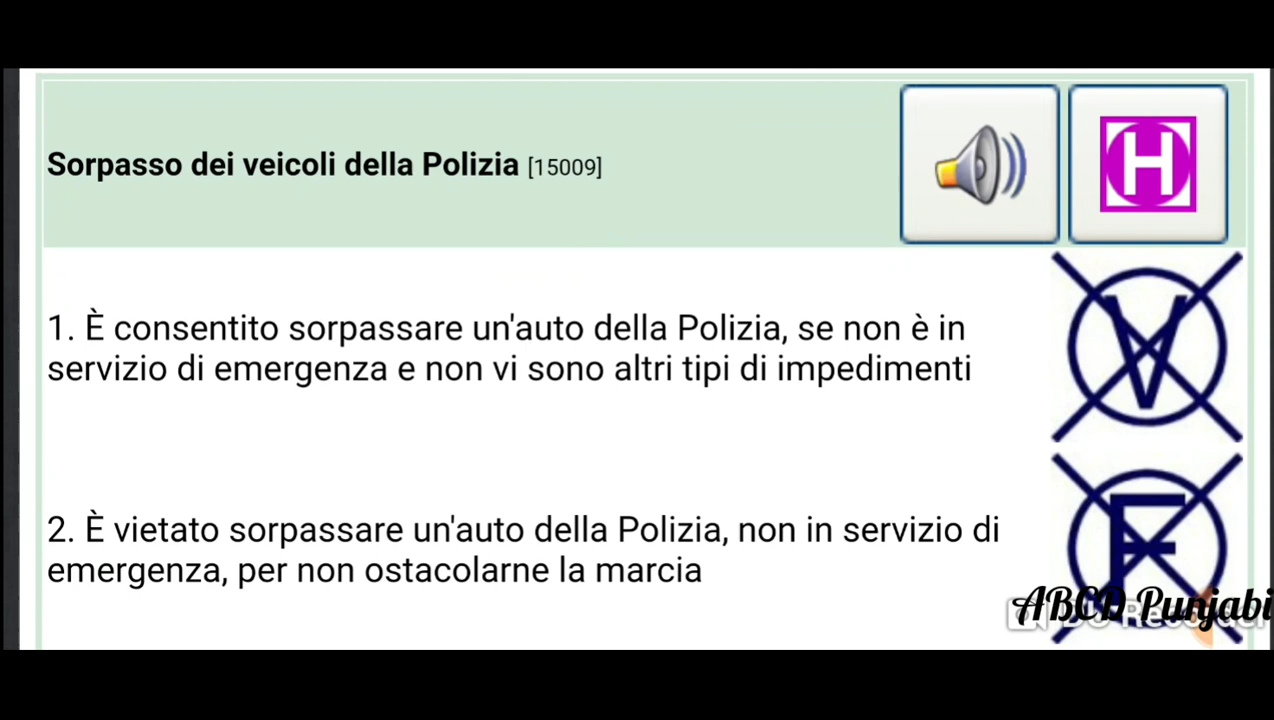 Sorpasso dei veicoli della Polizia [15009]
H
1. È consentito sorpassare un'auto della Polizia, se non è in
servizio di emergenza e non vi sono altri tipi di impedimenti
V
2. È vietato sorpassare un'auto della Polizia, non in servizio di
emergenza, per non ostacolarne la marcia
F
ABCD Punjabi